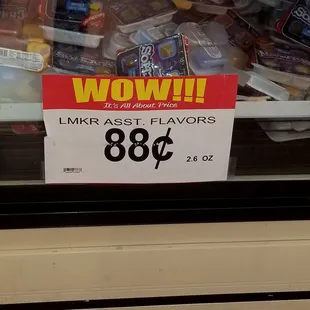 WOW!!!
It's All About Price
LMKR ASST. FLAVORS
88¢
2.6 OZ